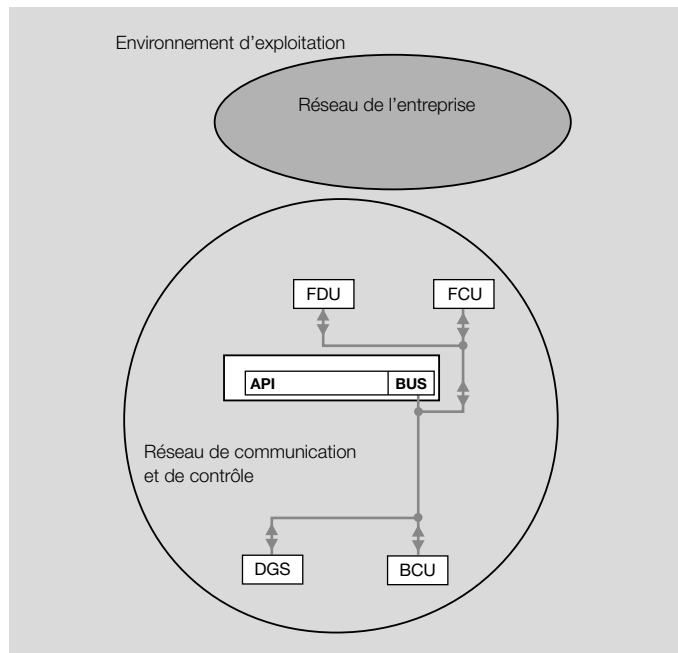 Environnement d’exploitation
Réseau de l’entreprise
FDU
FCU
API
BUS
Réseau de communication
et de contrôle
DGS
BCU